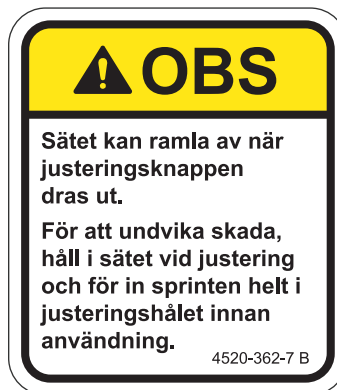 OBS
Sätet kan ramla av när
justeringsknappen
dras ut.
För att undvika skada,
håll i sätet vid justering
och för in sprinten helt i
justeringshålet innan
användning.
4520-362-7 B